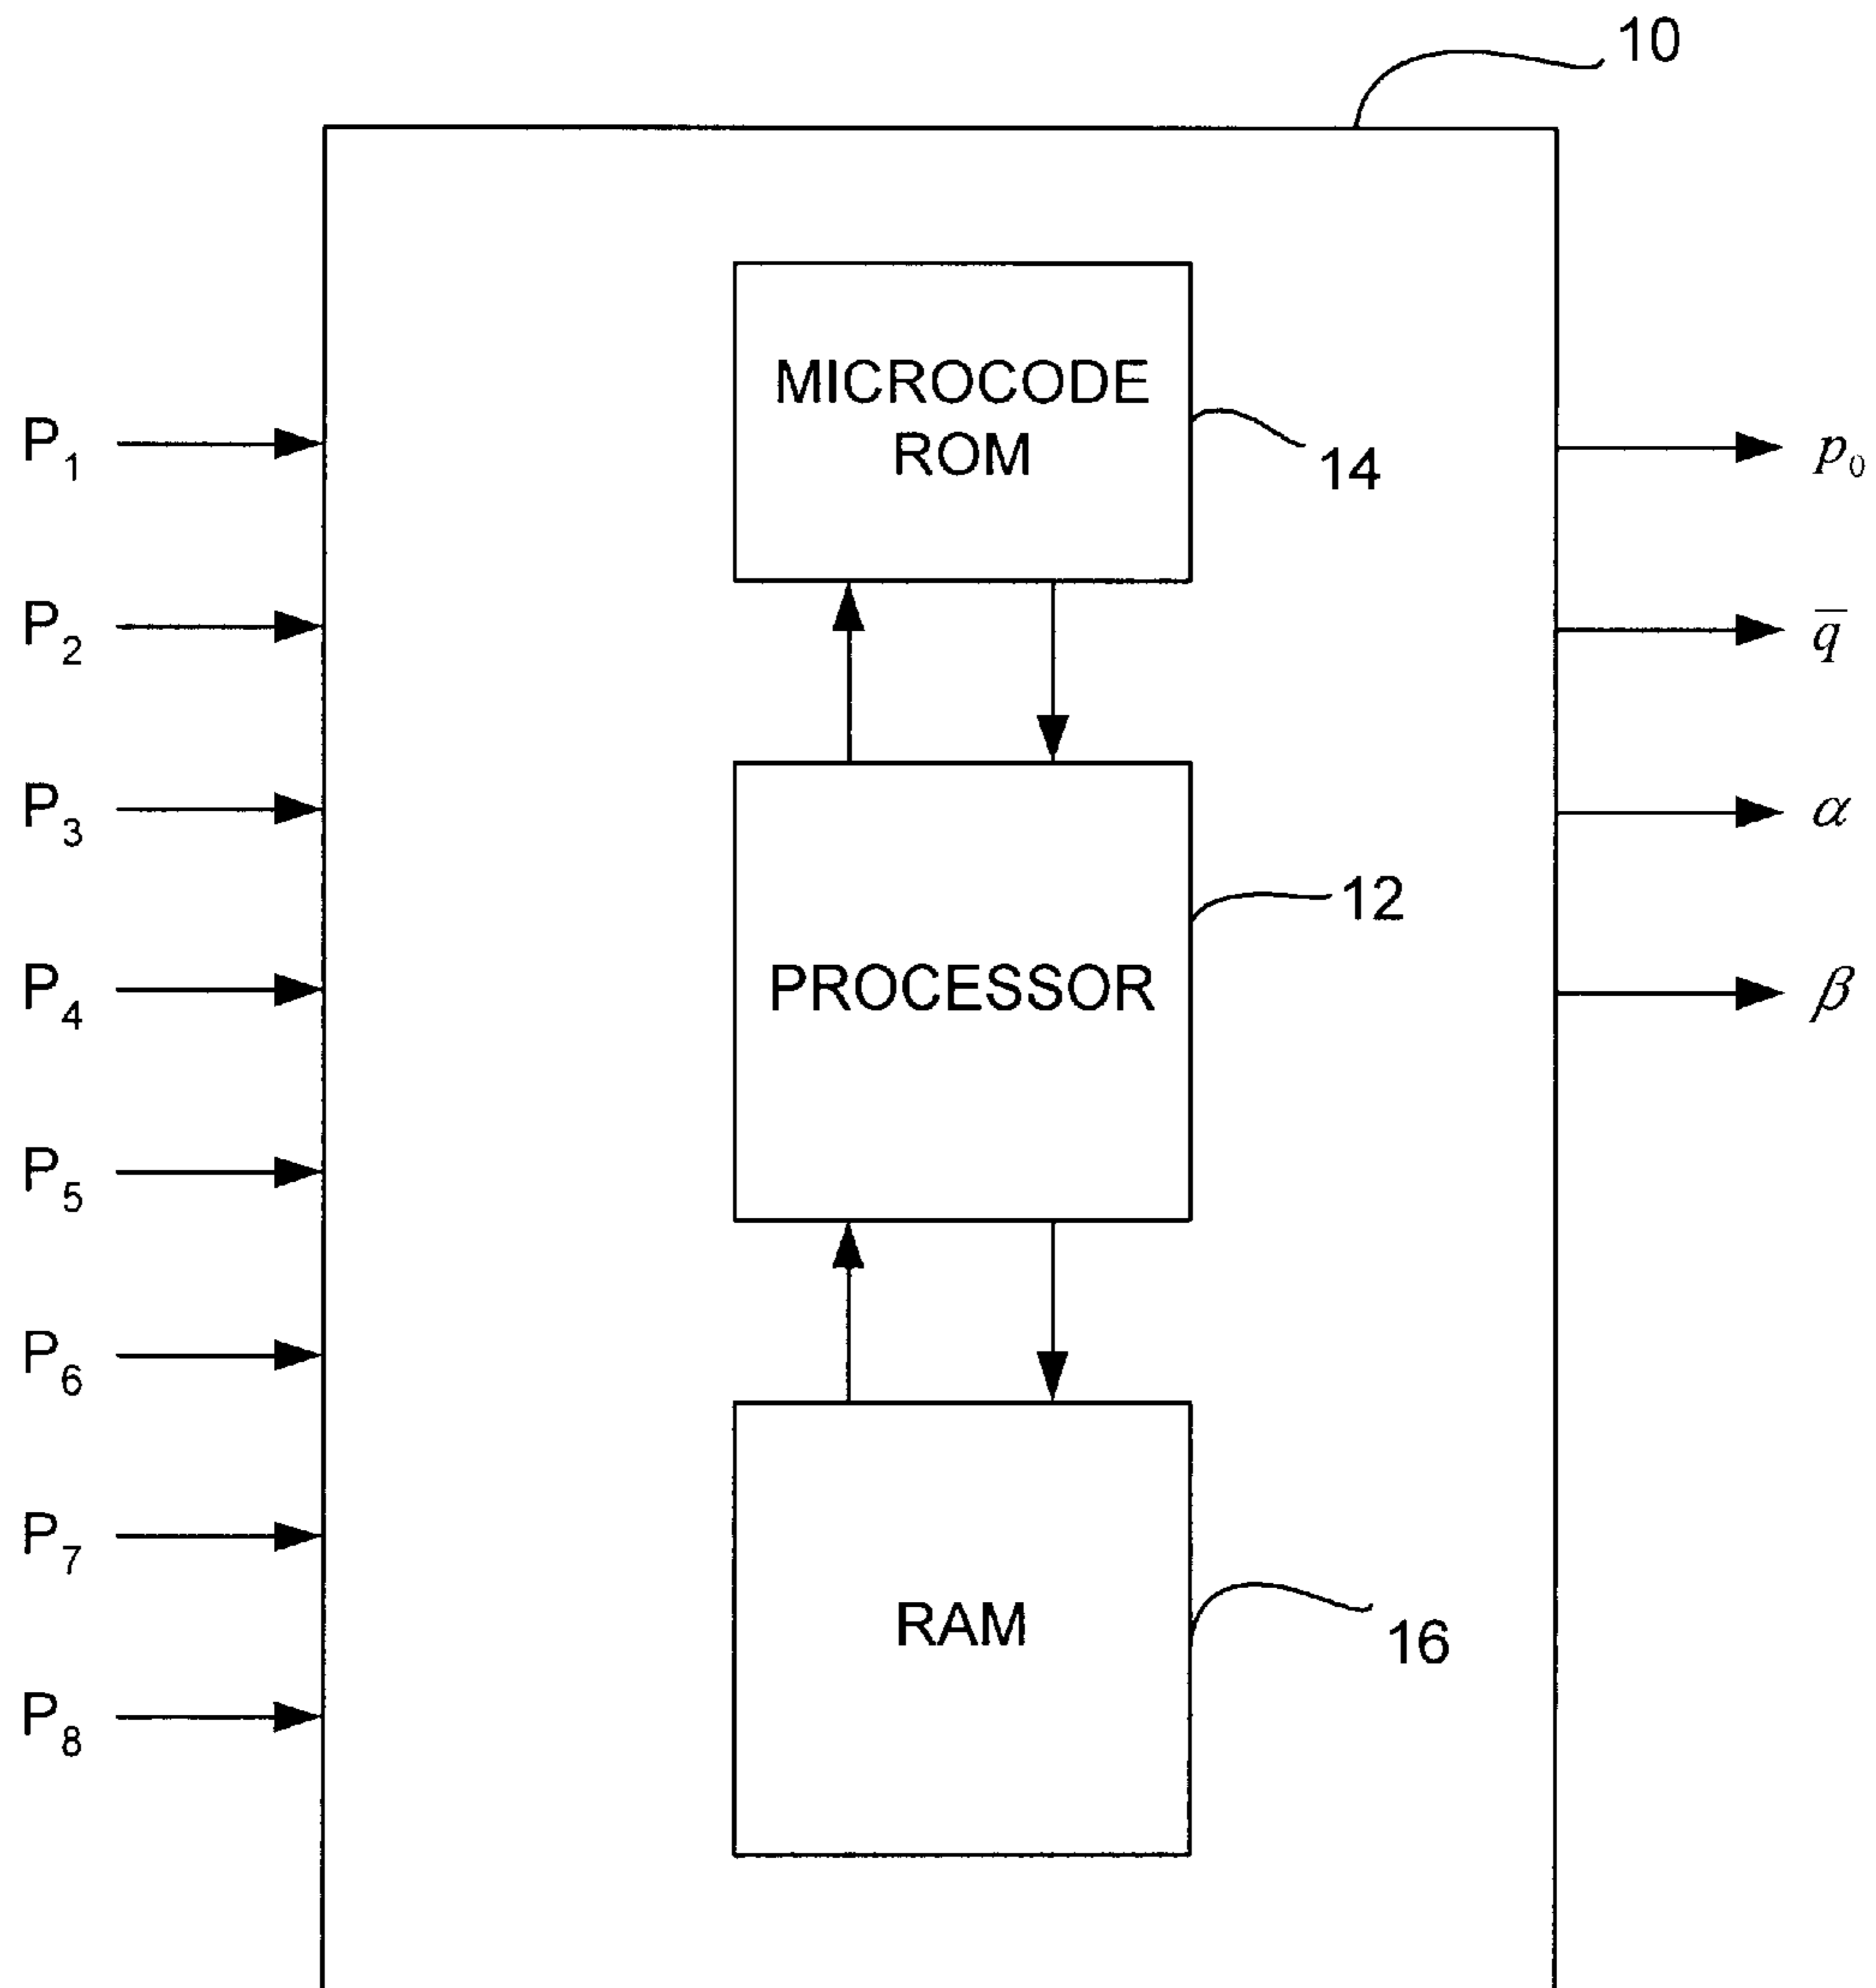 10
MICROCODE
ROM
14
P₁
p₀
P₂
q̅
P₃
α
12
P₄
PROCESSOR
β
P₅
P₆
P₇
RAM
16
P₈